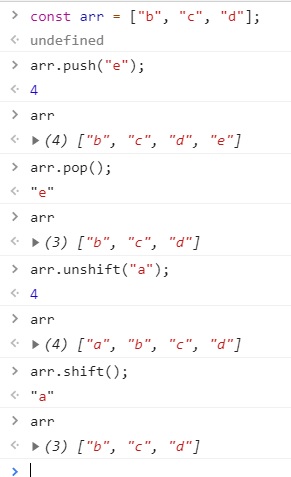 > const arr = ["b", "c", "d"];
undefined
> arr.push("e");
4
> arr
(4) ["b", "c", "d", "e"]
> arr.pop();
"e"
> arr
(3) ["b", "c", "d"]
> arr.unshift("a");
4
> arr
(4) ["a", "b", "c", "d"]
> arr.shift();
"a"
> arr
(3) ["b", "c", "d"]
>